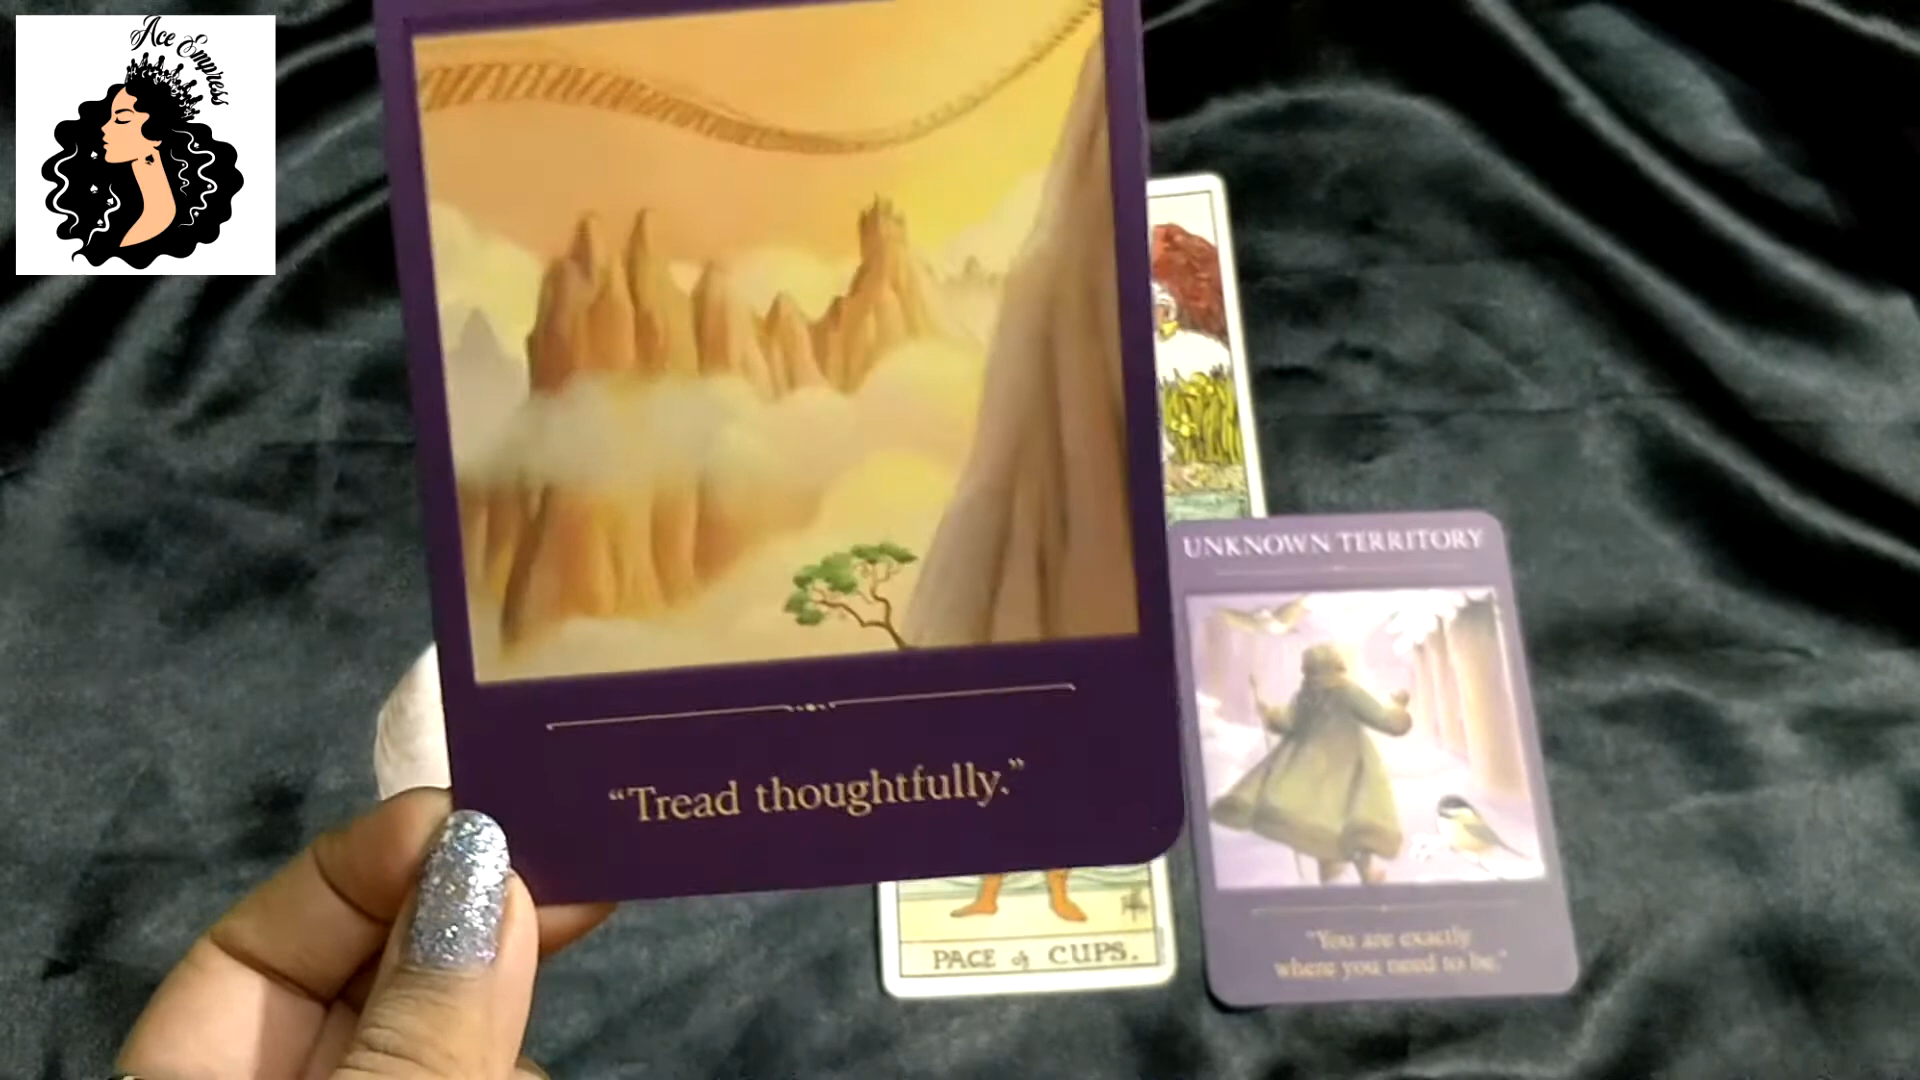 Ace Empress
"Tread thoughtfully."
UNKNOWN TERRITORY
"You are exactly
where you need to be."
PAGE of CUPS.